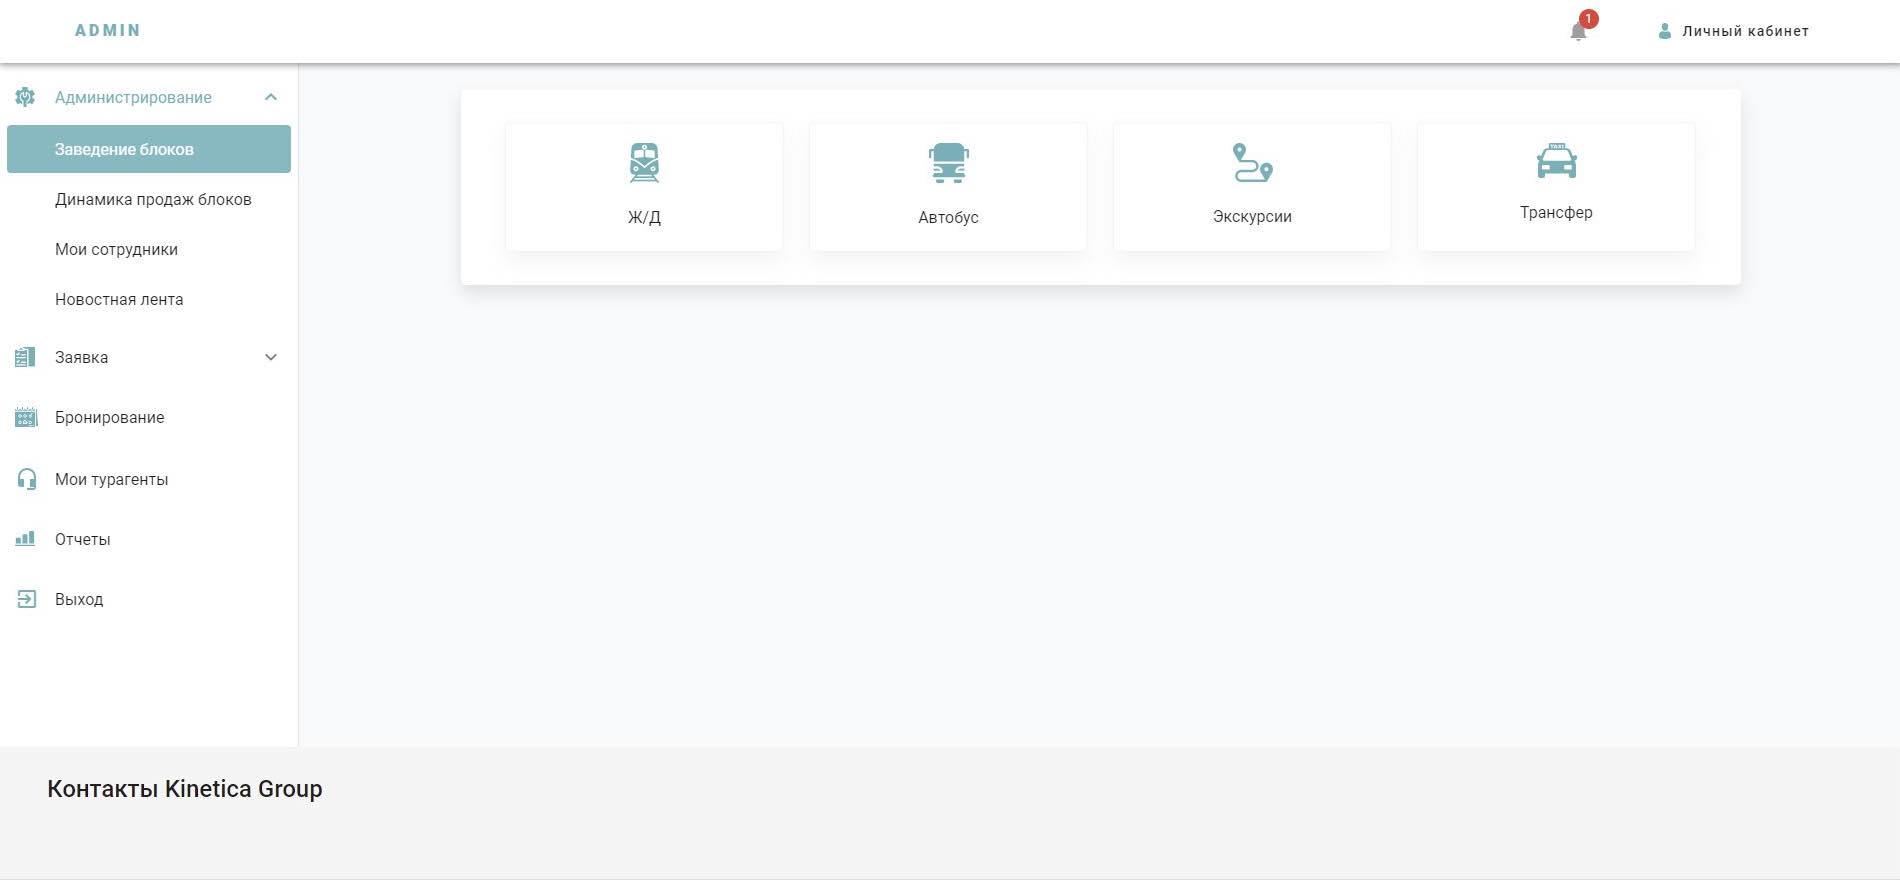 ADMIN
1
Личный кабинет
Администрирование
Заведение блоков
Динамика продаж блоков
Мои сотрудники
Новостная лента
Заявка
Бронирование
Мои турагенты
Отчеты
Выход
Ж/Д
Автобус
Экскурсии
TAXI
Трансфер
Контакты Kinetica Group